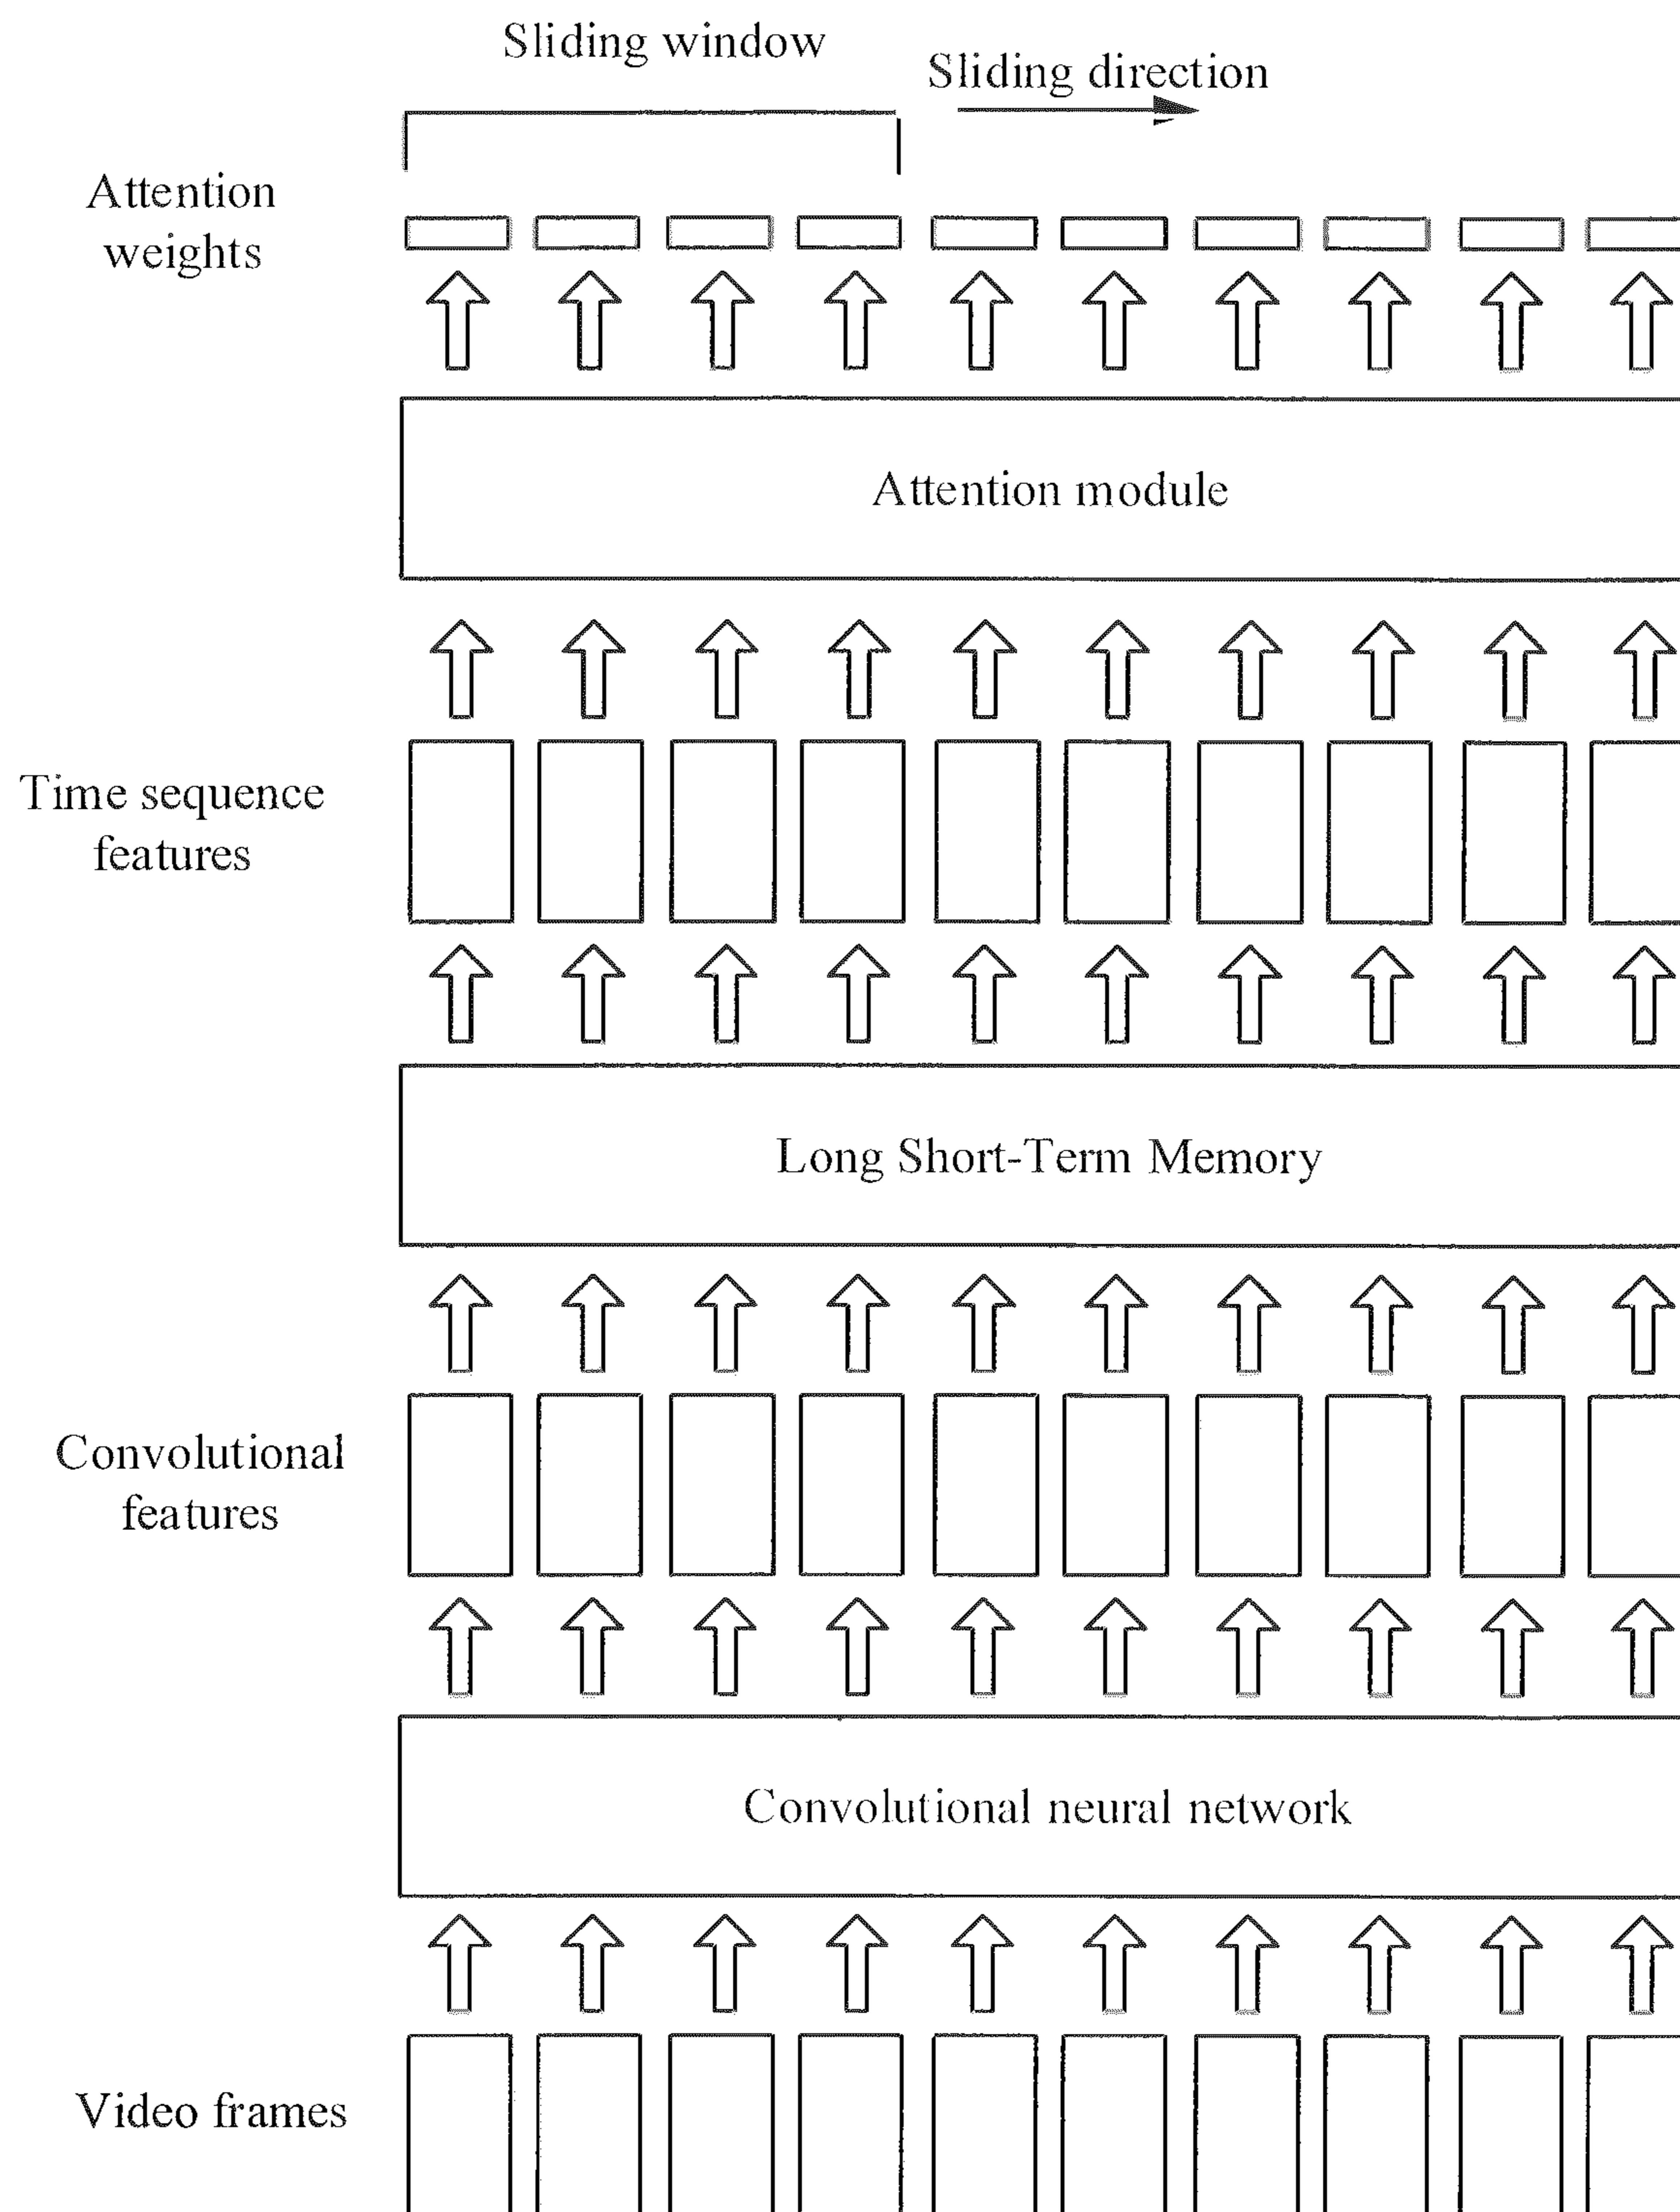 Sliding window
Sliding direction
Attention
weights
Attention module
Time sequence
features
Long Short-Term Memory
Convolutional
features
Convolutional neural network
Video frames